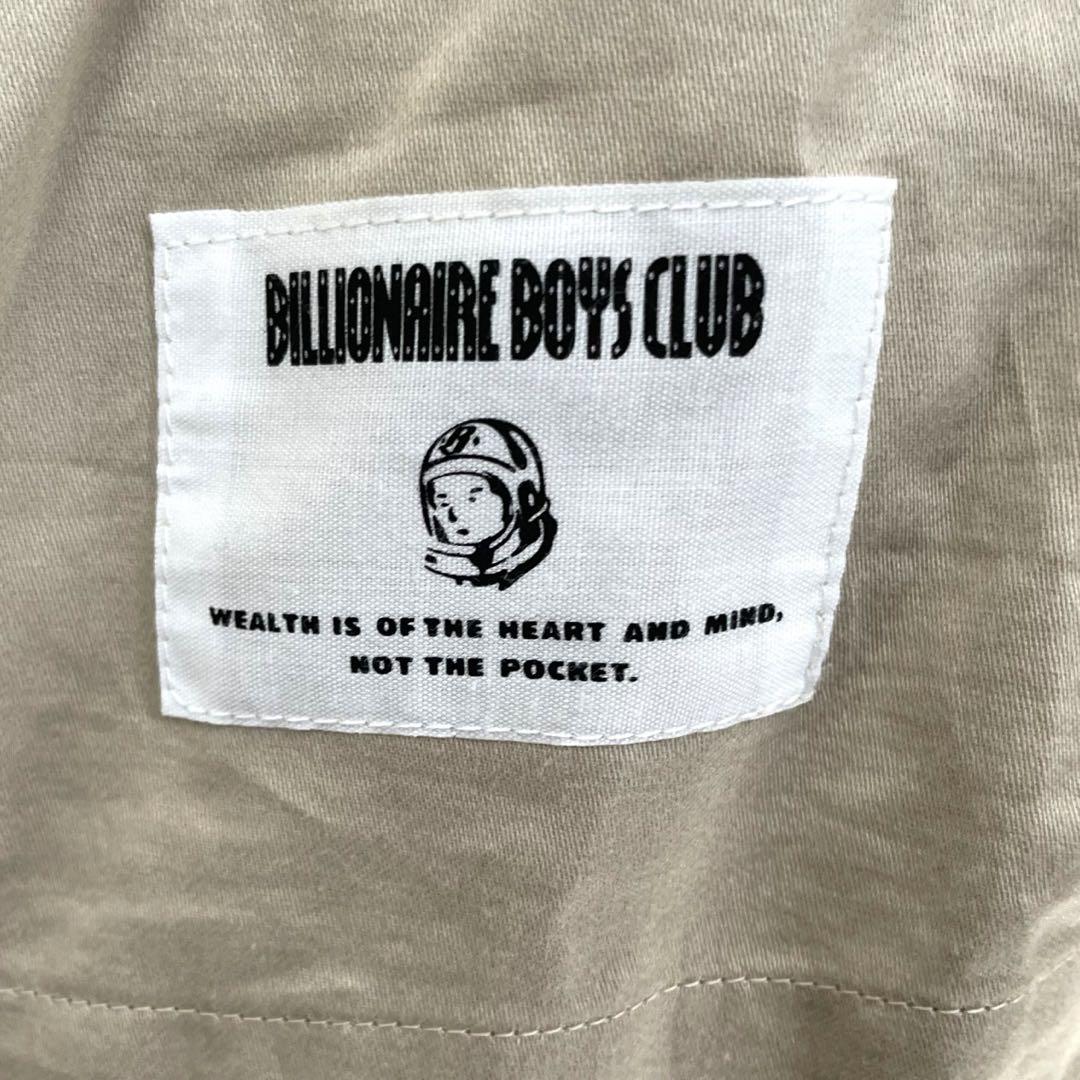 BILLIONAIRE BOYS CLUB
WEALTH IS OF THE HEART AND MIND,
NOT THE POCKET.